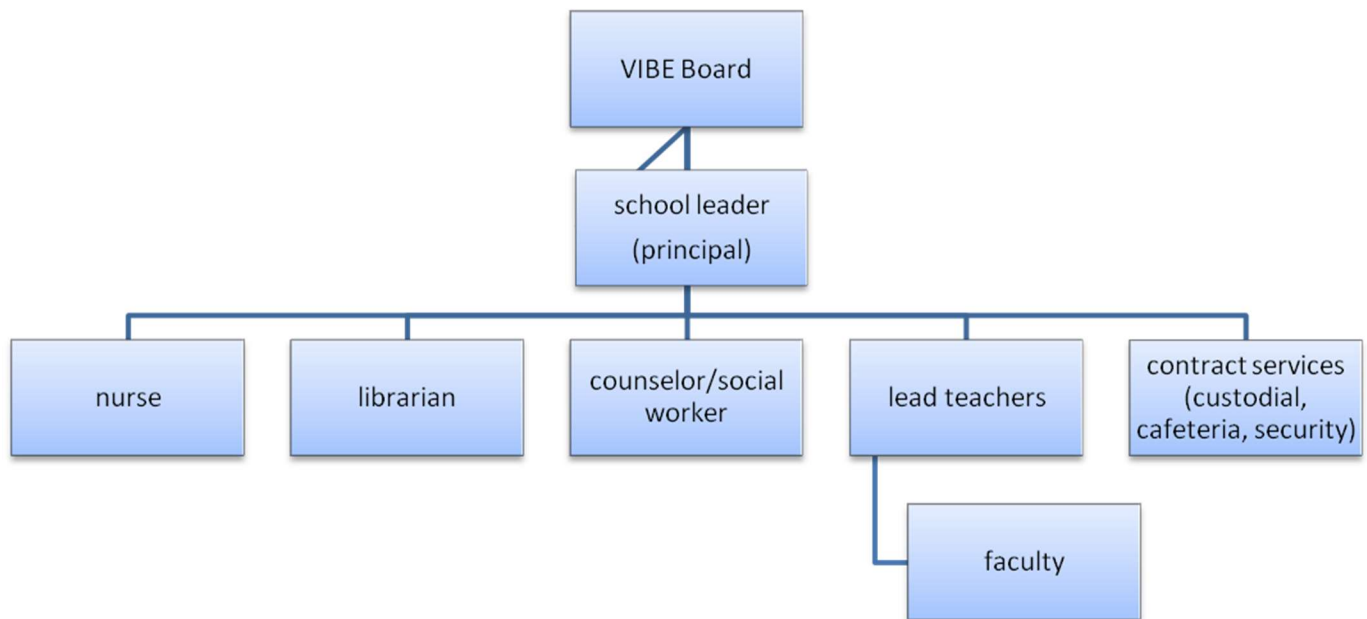 VIBE Board
school leader
(principal)
nurse
librarian
counselor/social
worker
lead teachers
contract services
(custodial,
cafeteria, security)
faculty